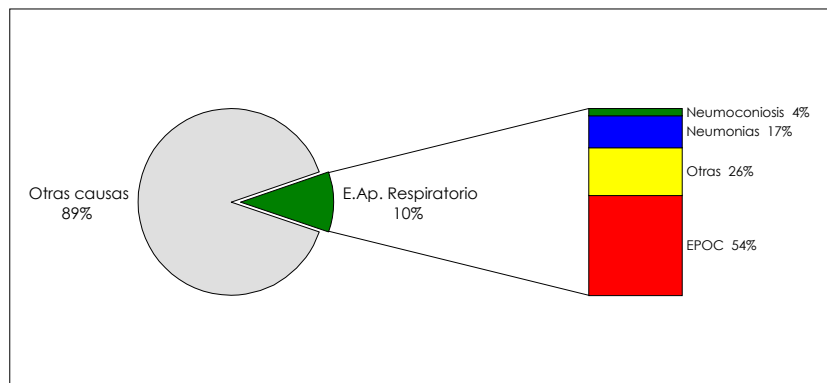 Otras causas
89%
E.Ap. Respiratorio
10%
Neumoconiosis 4%
Neumonias 17%
Otras 26%
EPOC 54%